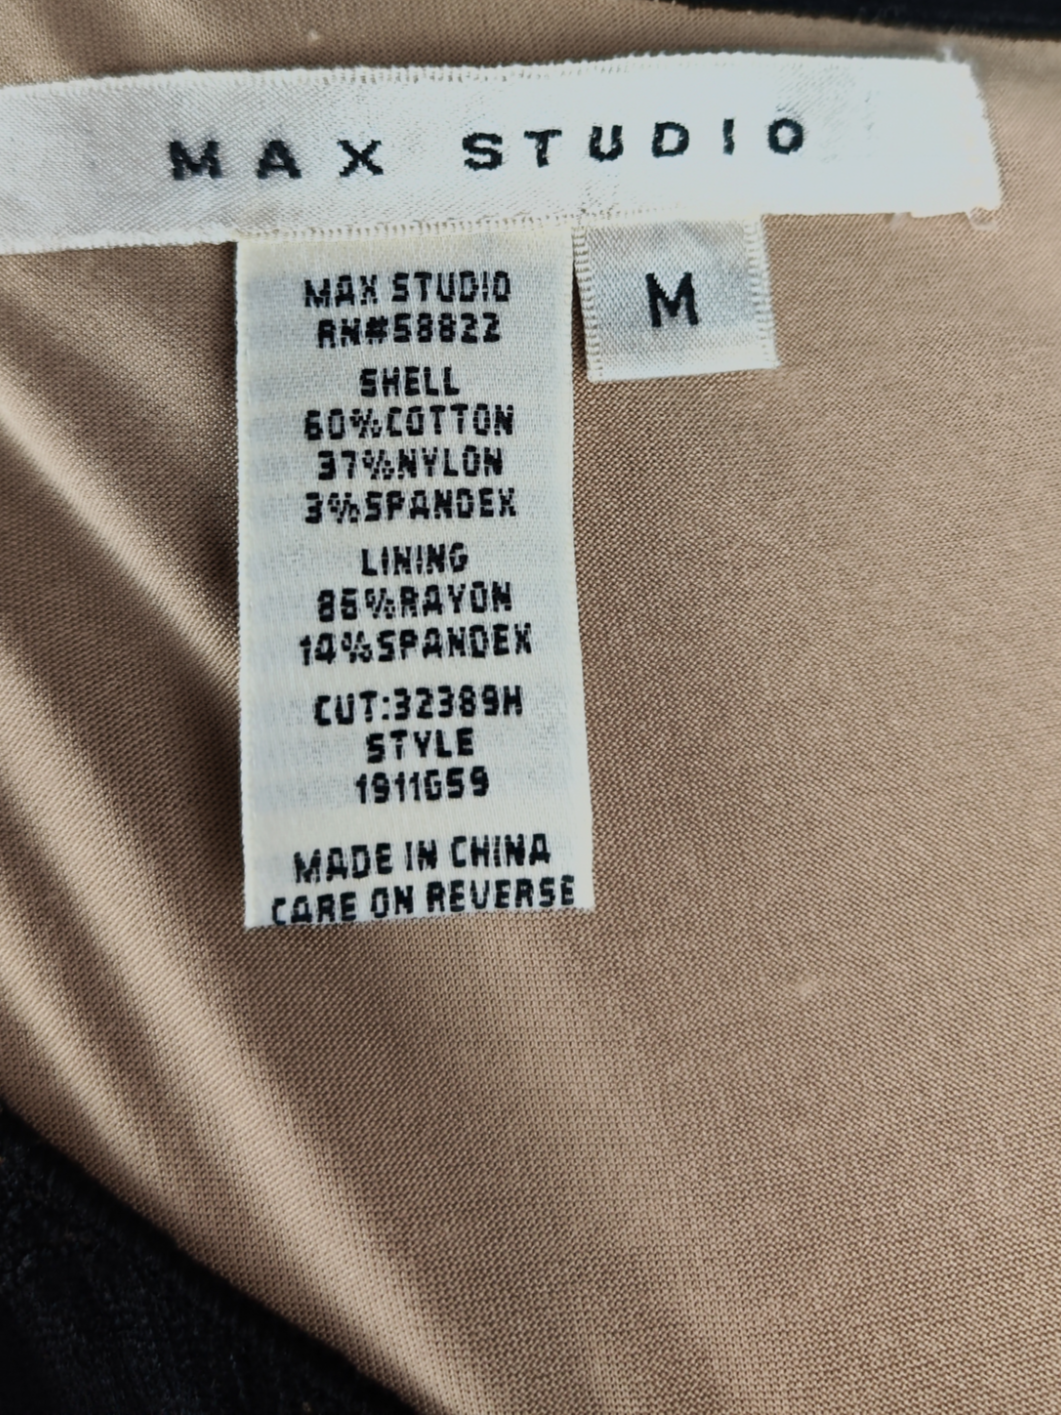 MAX STUDIO
M
MAX STUDIO
RN#58822
SHELL
60%COTTON
37%NYLON
3%SPANDEX
LINING
86%RAYON
14%SPANDEX
CUT:32389H
STYLE
1911G59
MADE IN CHINA
CARE ON REVERSE